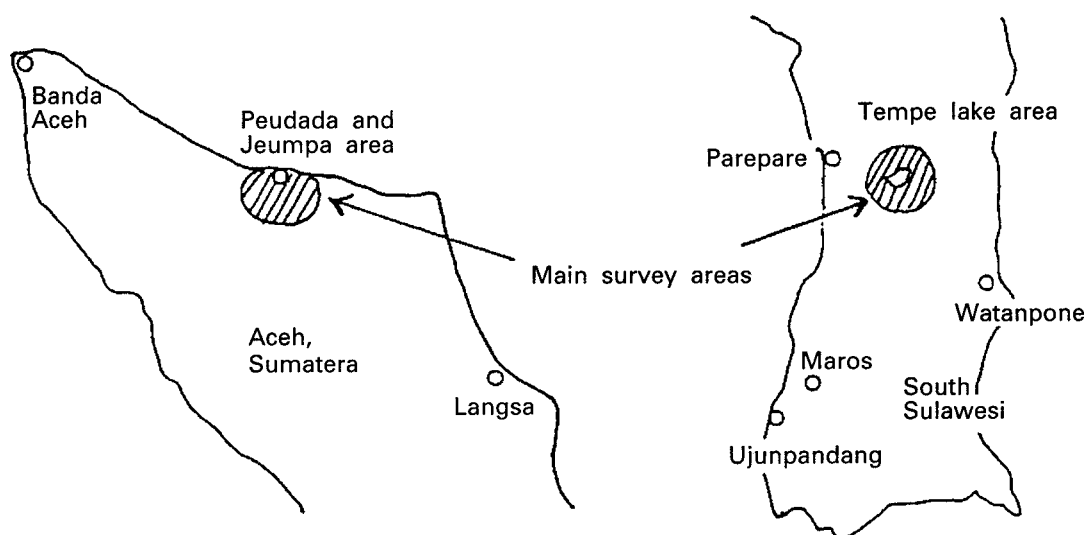 Banda
Aceh
Peudada and
Jeumpa area
Tempe lake area
Parepare
Main survey areas
Watanpone
Aceh,
Sumatera
Maros
South
Sulawesi
Langsa
Ujunpandang